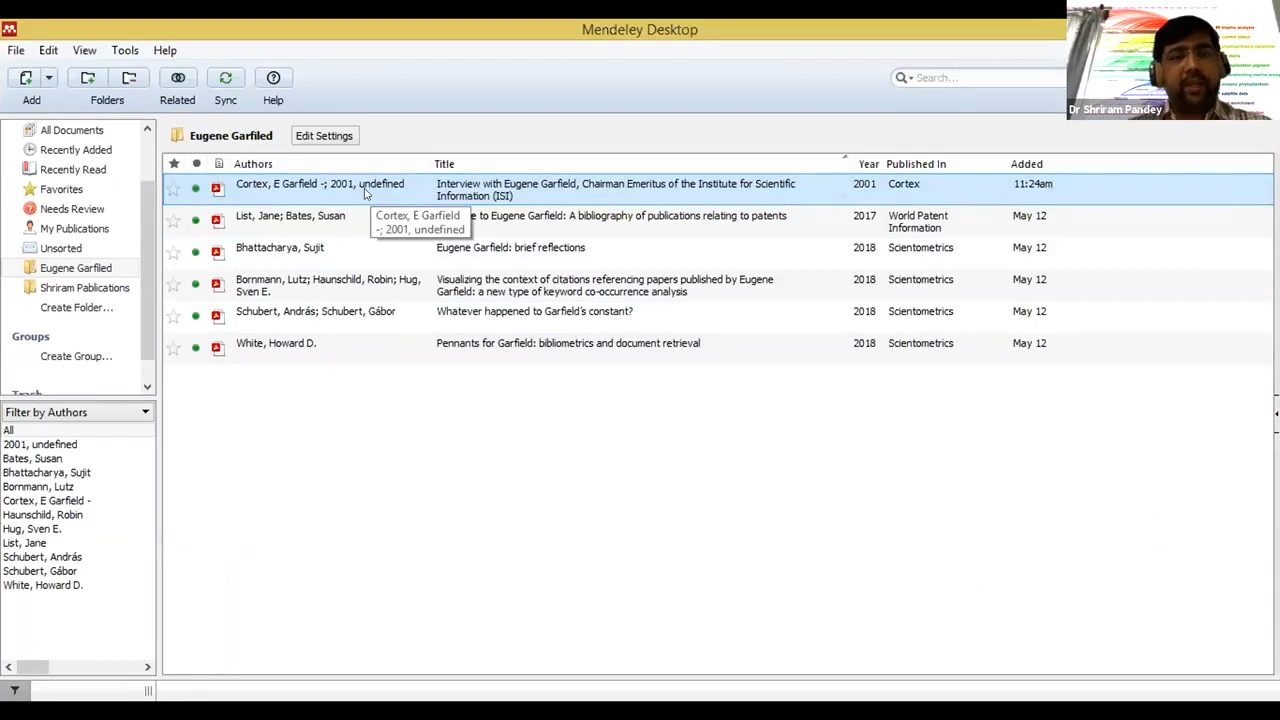 Mendeley Desktop
File Edit View Tools Help
Add Folders Related Sync Help
Search...
Dr Shriram Pandey
All Documents
Recently Added
Recently Read
Favorites
Needs Review
My Publications
Unsorted
Eugene Garfiled
Shriram Pablications
Create Folder...
Groups
Create Group...
Trash
Filter by Authors
All
2001, undefined
Bates, Susan
Bhattacharya, Sujit
Bornmann, Lutz
Cortex, E Garfield -
Haunschild, Robin
Hug, Sven E.
List, Jane
Schubert, András
Schubert, Gábor
White, Howard D.
Eugene Garfiled Edit Settings
Authors Title Year Published In Added
Cortex, E Garfield -; 2001, undefined Interview with Eugene Garfield, Chairman Emeritus of the Institute for Scientific 2001 Cortex 11:24am
Information (ISI)
List, Jane; Bates, Susan e to Eugene Garfield: A bibliography of publications relating to patents 2017 World Patent May 12
Information
Cortex, E Garfield
-; 2001, undefined
Bhattacharya, Sujit Eugene Garfield: brief reflections 2018 Scientometrics May 12
Bornmann, Lutz; Haunschild, Robin; Hug, Visualizing the context of citations referencing papers published by Eugene 2018 Scientometrics May 12
Sven E. Garfield: a new type of keyword co-occurrence analysis
Schubert, András; Schubert, Gábor Whatever happened to Garfield's constant? 2018 Scientometrics May 12
White, Howard D. Pennants for Garfield: bibliometrics and document retrieval 2018 Scientometrics May 12